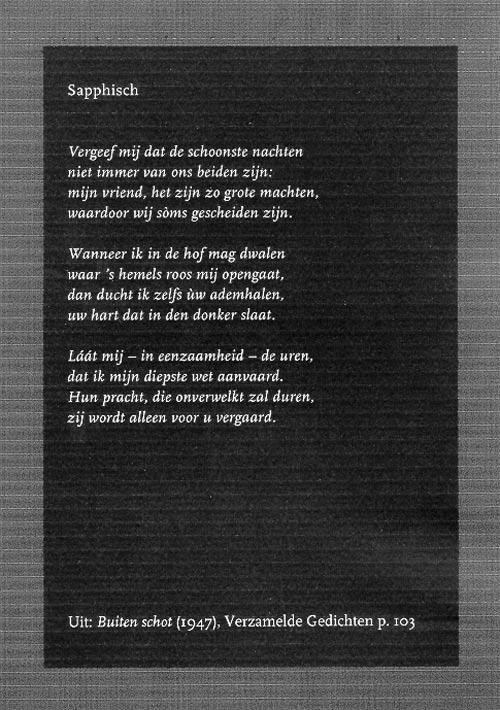 Sapphisch
Vergeef mij dat de schoonste nachten
niet immer van ons beiden zijn:
mijn vriend, het zijn zo grote machten,
waardoor wij sòms gescheiden zijn.
Wanneer ik in de hof mag dwalen
waar 's hemels roos mij opengaat,
dan ducht ik zelfs ùw ademhalen,
uw hart dat in den donker slaat.
Láát mij – in eenzaamheid – de uren,
dat ik mijn diepste wet aanvaard.
Hun pracht, die onverwelkt zal duren,
zij wordt alleen voor u vergaard.
Uit: Buiten schot (1947), Verzamelde Gedichten p. 103